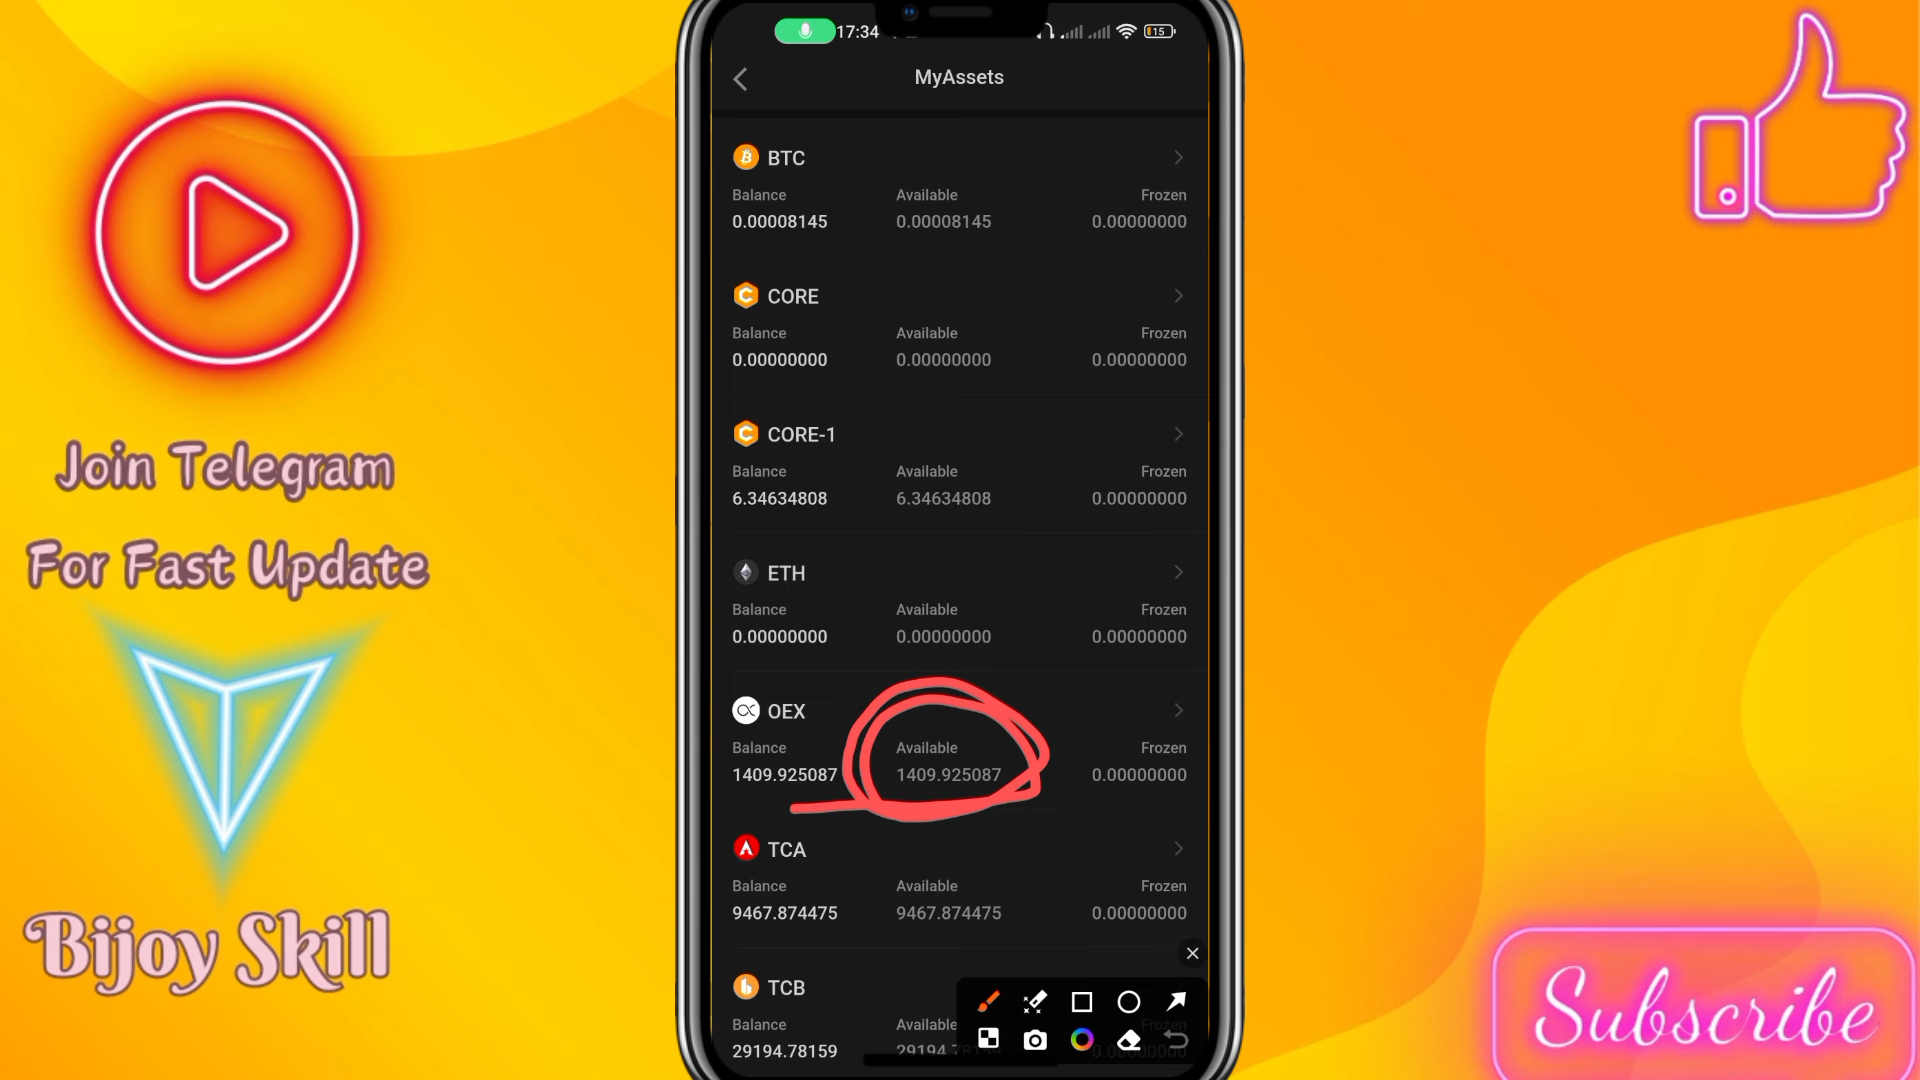 17:34
15
MyAssets
BTC
Balance Available Frozen
0.00008145 0.00008145 0.00000000
CORE
Balance Available Frozen
0.00000000 0.00000000 0.00000000
CORE-1
Balance Available Frozen
6.34634808 6.34634808 0.00000000
ETH
Balance Available Frozen
0.00000000 0.00000000 0.00000000
OEX
Balance Available Frozen
1409.925087 1409.925087 0.00000000
TCA
Balance Available Frozen
9467.874475 9467.874475 0.00000000
TCB
Balance Available Frozen
29194.78159
Join Telegram
For Fast Update
Bijoy Skill
Subscribe